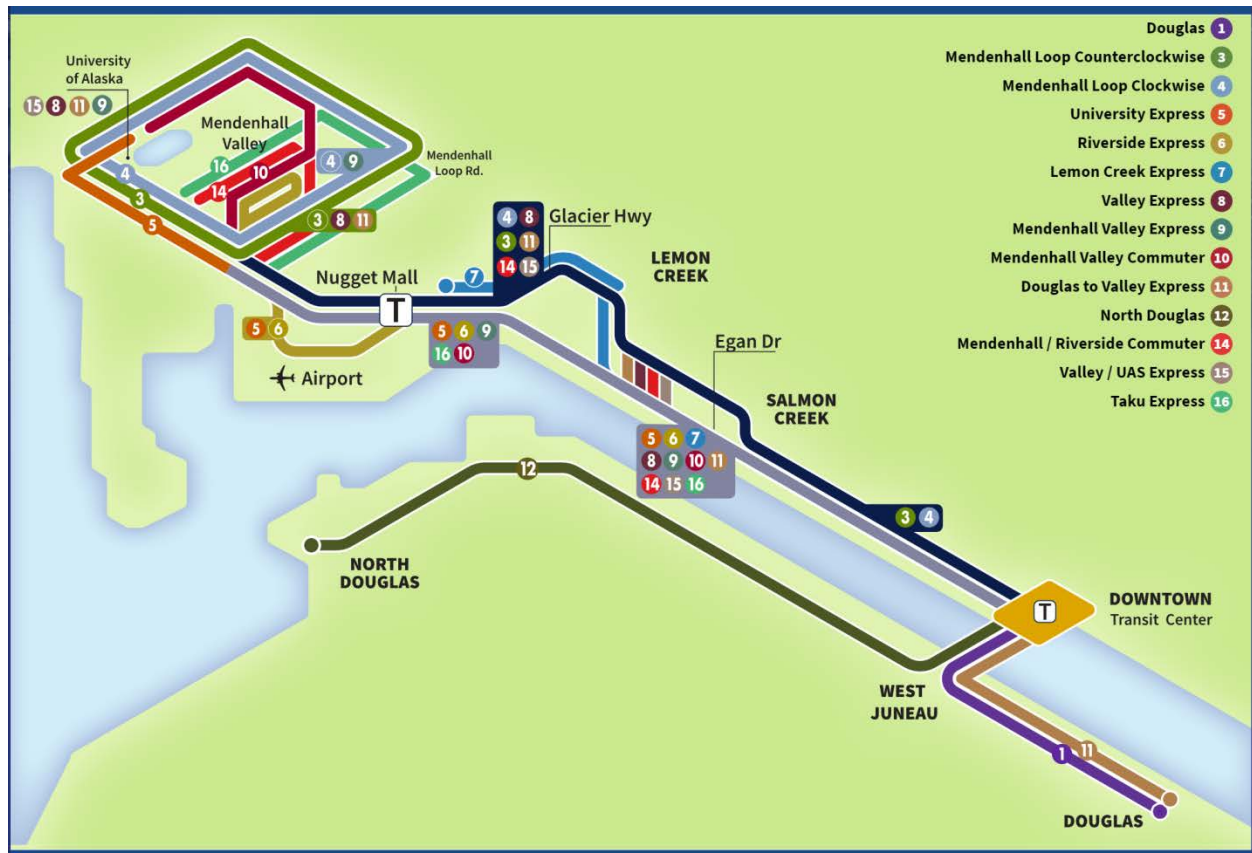 Douglas 1
Mendenhall Loop Counterclockwise 3
Mendenhall Loop Clockwise 4
University Express 5
Riverside Express 6
Lemon Creek Express 7
Valley Express 8
Mendenhall Valley Express 9
Mendenhall Valley Commuter 10
Douglas to Valley Express 11
North Douglas 12
Mendenhall / Riverside Commuter 14
Valley / UAS Express 15
Taku Express 16
University
of Alaska
15 8 11 9
Mendenhall
Valley
4 9
16
10
14
Mendenhall
Loop Rd.
4
3
5
3 8 11
4 8
3 11
14 15
Glacier Hwy
LEMON
CREEK
7
Nugget Mall
T
5 6
5 6 9
16 10
Airport
Egan Dr
SALMON
CREEK
5 6 7
8 9 10 11
14 15 16
12
3 4
NORTH
DOUGLAS
T
DOWNTOWN
Transit Center
WEST
JUNEAU
1 11
DOUGLAS